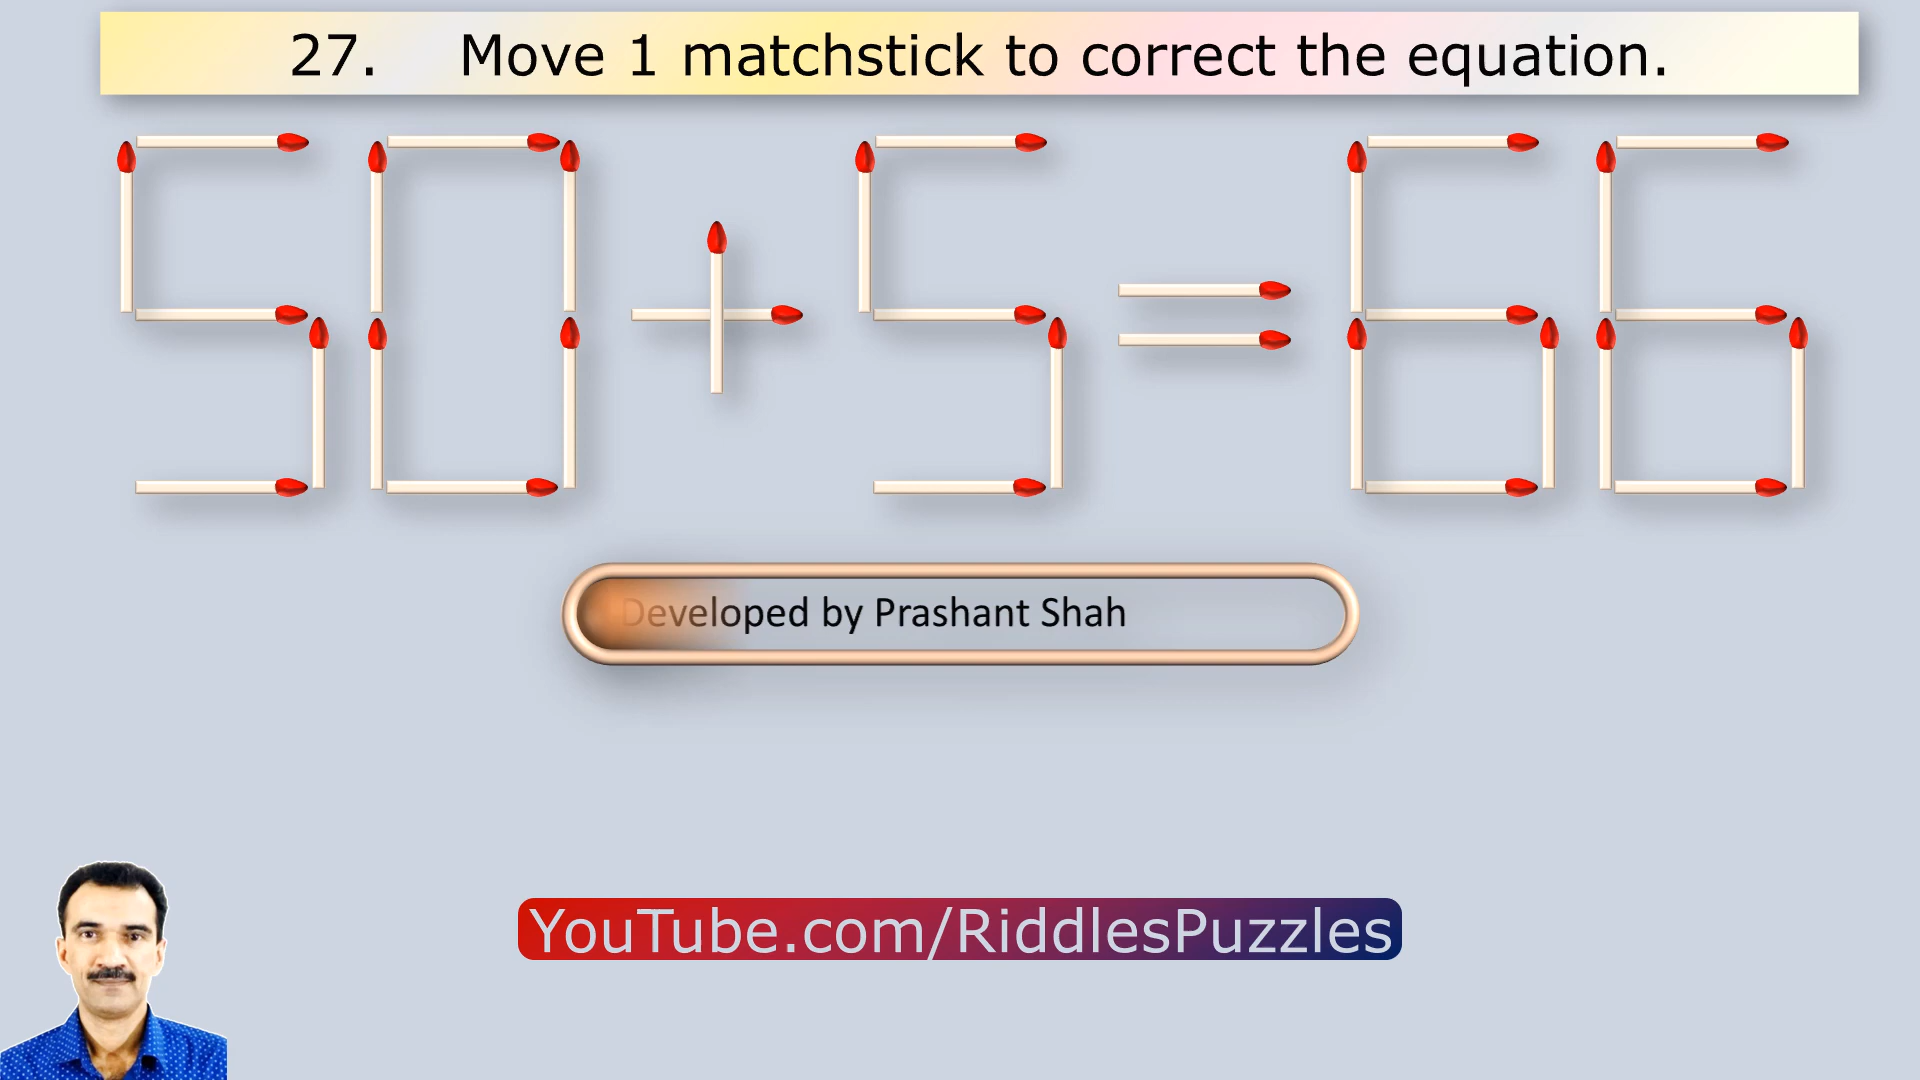 27. Move 1 matchstick to correct the equation.
50+5=66
Developed by Prashant Shah
YouTube.com/RiddlesPuzzles